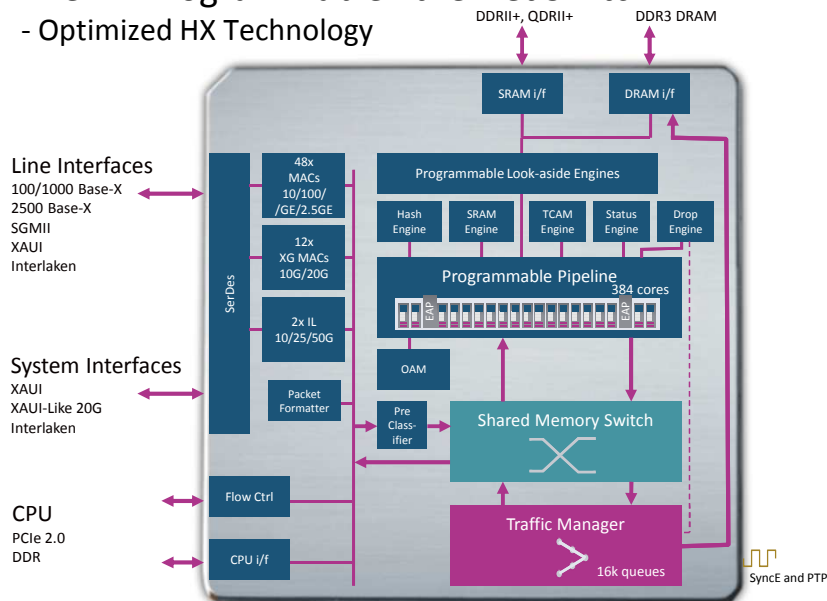 - Optimized HX Technology
DDRII+, QDRII+
DDR3 DRAM
SRAM i/f
DRAM i/f
Line Interfaces
100/1000 Base-X
2500 Base-X
SGMII
XAUI
Interlaken
System Interfaces
XAUI
XAUI-Like 20G
Interlaken
CPU
PCIe 2.0
DDR
SerDes
48x
MACs
10/100/
/GE/2.5GE
12x
XG MACs
10G/20G
2x IL
10/25/50G
Packet
Formatter
Flow Ctrl
CPU i/f
Programmable Look-aside Engines
Hash
Engine
SRAM
Engine
TCAM
Engine
Status
Engine
Drop
Engine
Programmable Pipeline
384 cores
EAP
EAP
OAM
Pre
Class-
ifier
Shared Memory Switch
Traffic Manager
16k queues
SyncE and PTP